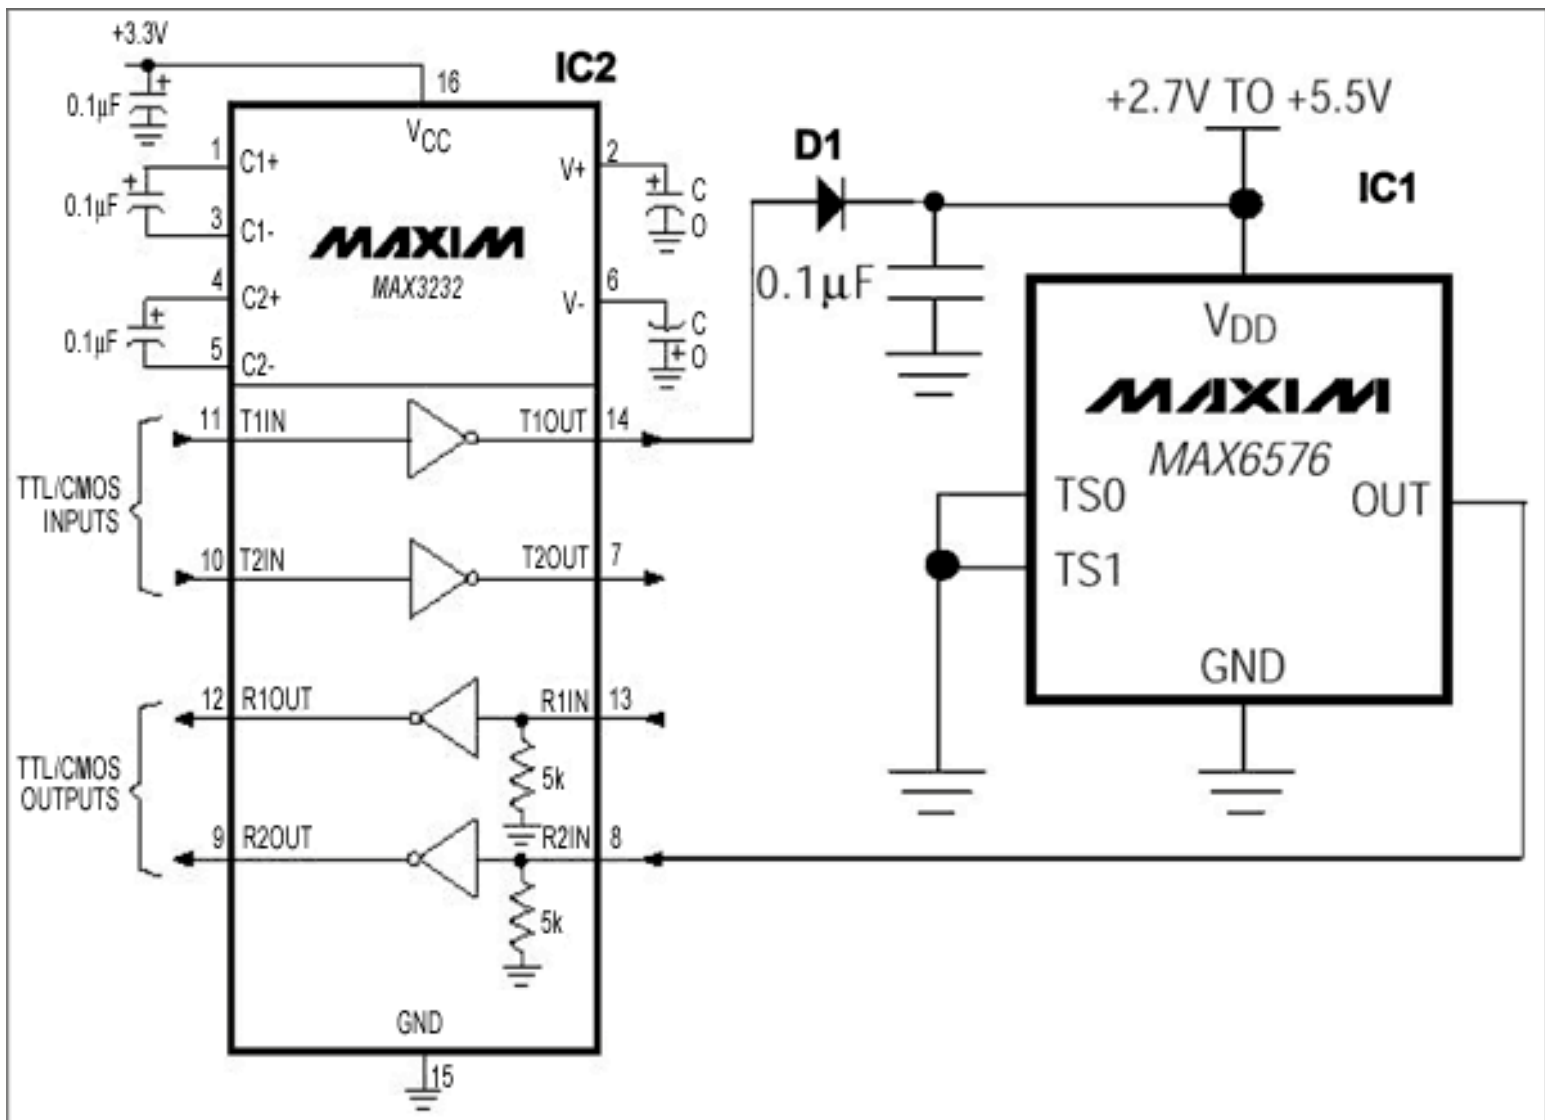 +3.3V
IC2
16
0.1µF
VCC
+2.7V TO +5.5V
D1
1
C1+
V+
2
+
C
O
IC1
+
0.1µF
3
C1-
MAXIM
MAX3232
4
C2+
V-
6
C
O
+
0.1µF
VDD
+
0.1µF
5
C2-
MAXIM
MAX6576
11
T1IN
T1OUT
14
TTL/CMOS
INPUTS
TS0
OUT
10
T2IN
T2OUT
7
TS1
GND
12
R1OUT
R1IN
13
5k
TTL/CMOS
OUTPUTS
9
R2OUT
R2IN
8
5k
GND
15